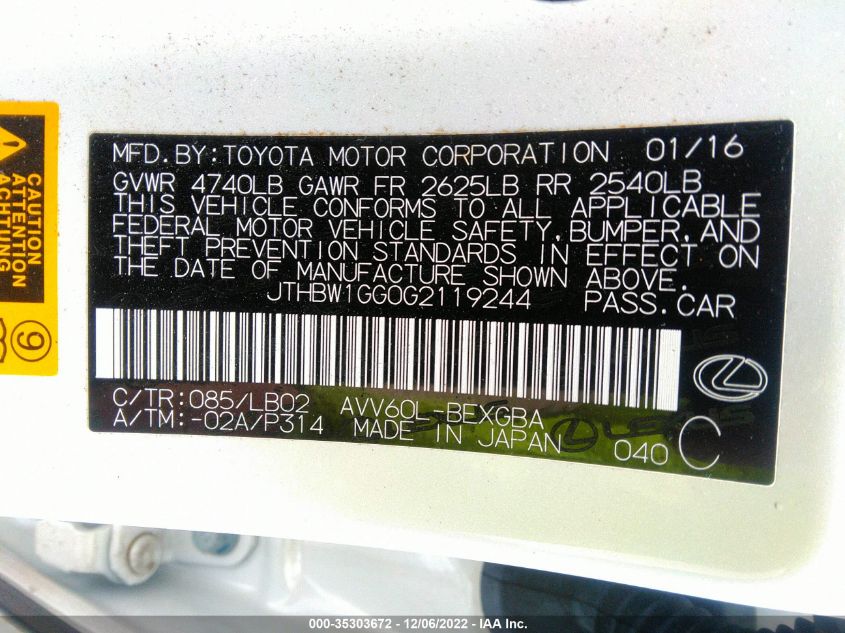 CAUTION
ATTENTION
ACHTUNG
9
MFD.BY:TOYOTA MOTOR CORPORATION 01/16
GVWR 4740LB GAWR FR 2625LB RR 2540LB
THIS VEHICLE CONFORMS TO ALL APPLICABLE
FEDERAL MOTOR VEHICLE SAFETY,BUMPER,AND
THEFT PREVENTION STANDARDS IN EFFECT ON
THE DATE OF MANUFACTURE SHOWN ABOVE.
JTHBW1GG0G2119244 PASS.CAR
C/TR:085/LB02 AVV60L-BEXGBA
A/TM:-02A/P314 MADE IN JAPAN
LEXUS
040 C
000-35303672 - 12/06/2022 - IAA Inc.